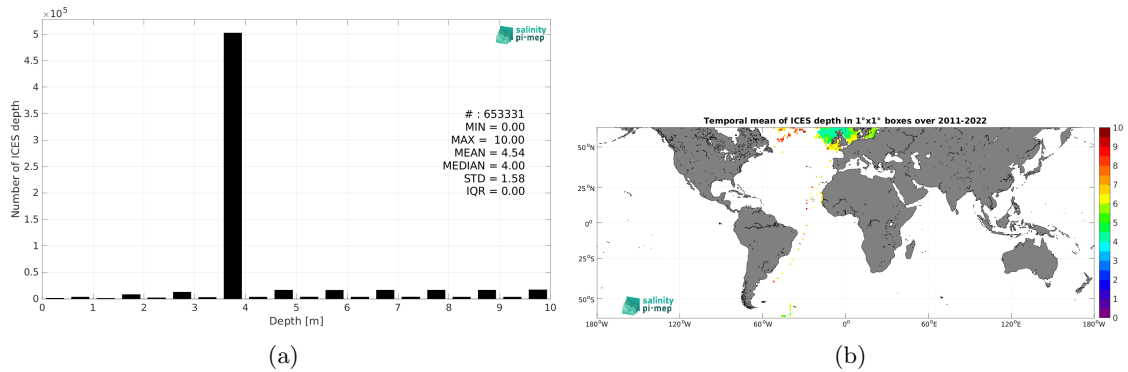 ×10⁵
5
4.5
4
3.5
3
2.5
2
1.5
1
0.5
0
Number of ICES depth
salinity
pi-mep
# : 653331
MIN = 0.00
MAX = 10.00
MEAN = 4.54
MEDIAN = 4.00
STD = 1.58
IQR = 0.00
0 1 2 3 4 5 6 7 8 9 10
Depth [m]
(a)
Temporal mean of ICES depth in 1°x1° boxes over 2011-2022
50°N
25°N
0°
25°S
50°S
180°W 120°W 60°W 0°E 60°E 120°E 180°W
salinity
pi-mep
10
9
8
7
6
5
4
3
2
1
0
(b)